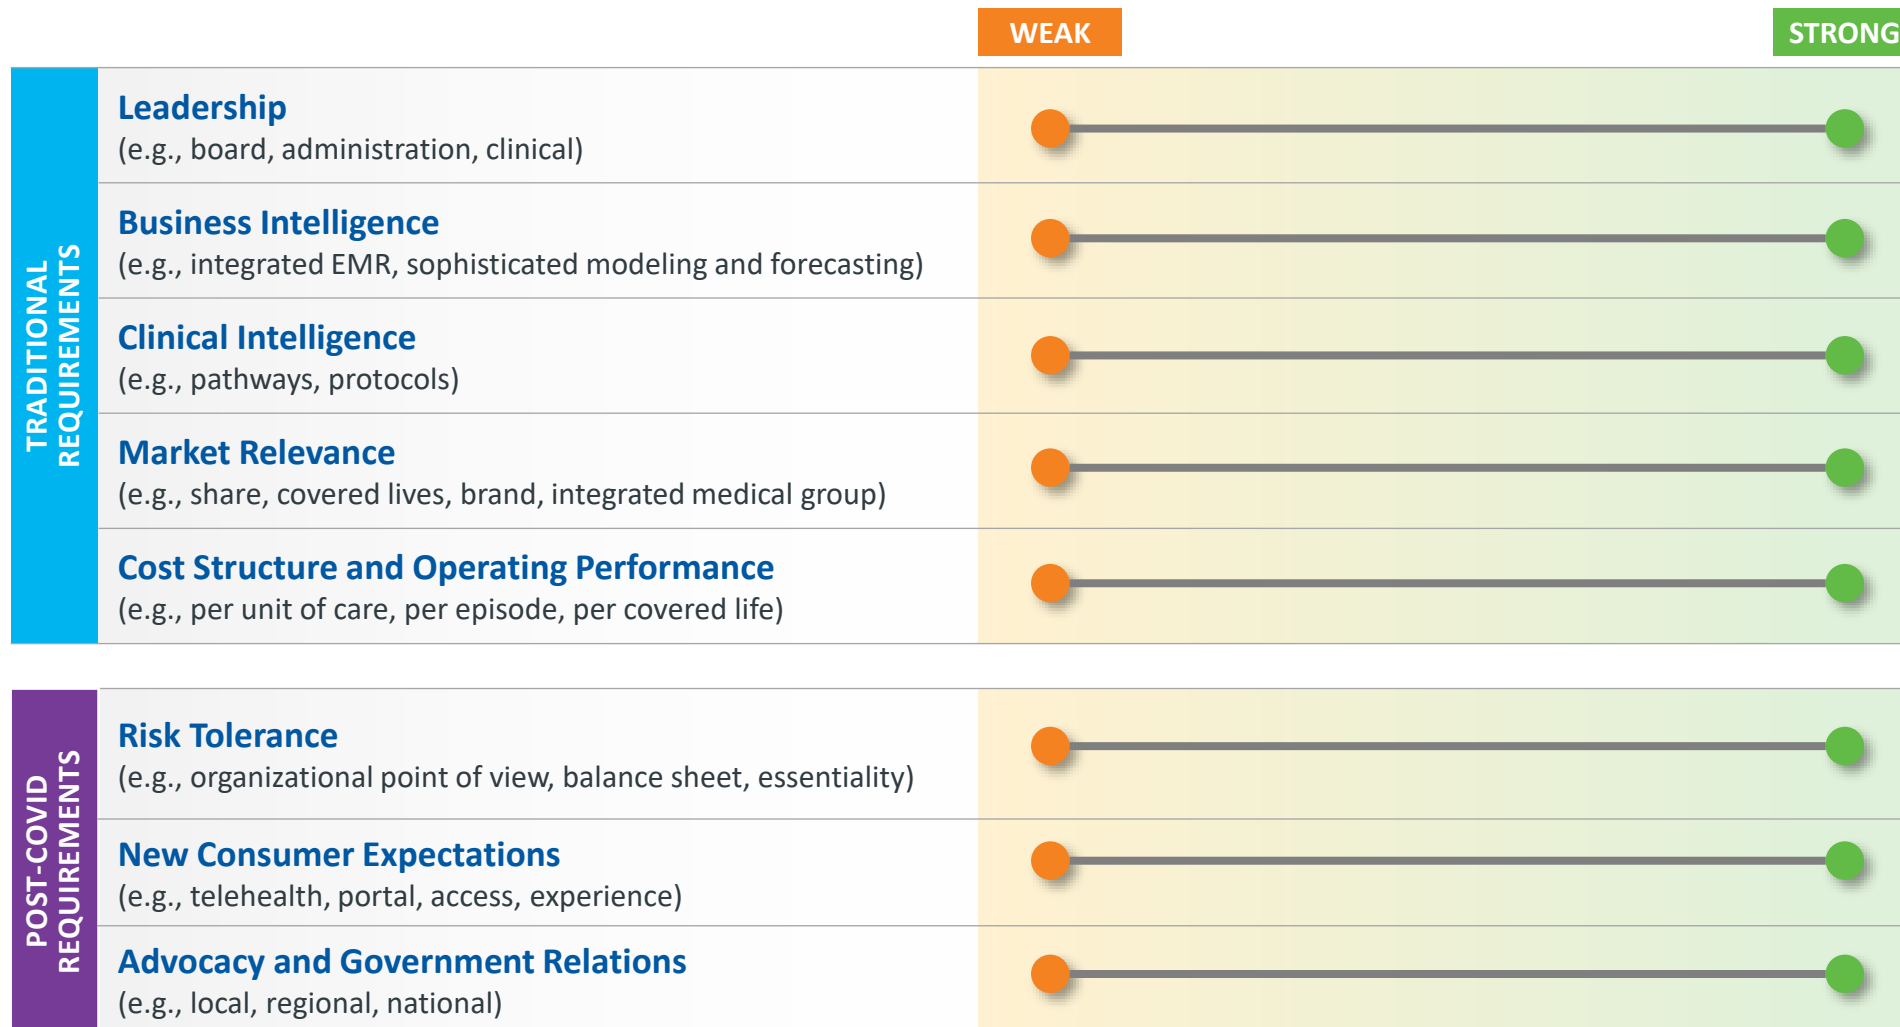 WEAK
STRONG
TRADITIONAL
REQUIREMENTS
Leadership
(e.g., board, administration, clinical)
Business Intelligence
(e.g., integrated EMR, sophisticated modeling and forecasting)
Clinical Intelligence
(e.g., pathways, protocols)
Market Relevance
(e.g., share, covered lives, brand, integrated medical group)
Cost Structure and Operating Performance
(e.g., per unit of care, per episode, per covered life)
POST-COVID
REQUIREMENTS
Risk Tolerance
(e.g., organizational point of view, balance sheet, essentiality)
New Consumer Expectations
(e.g., telehealth, portal, access, experience)
Advocacy and Government Relations
(e.g., local, regional, national)